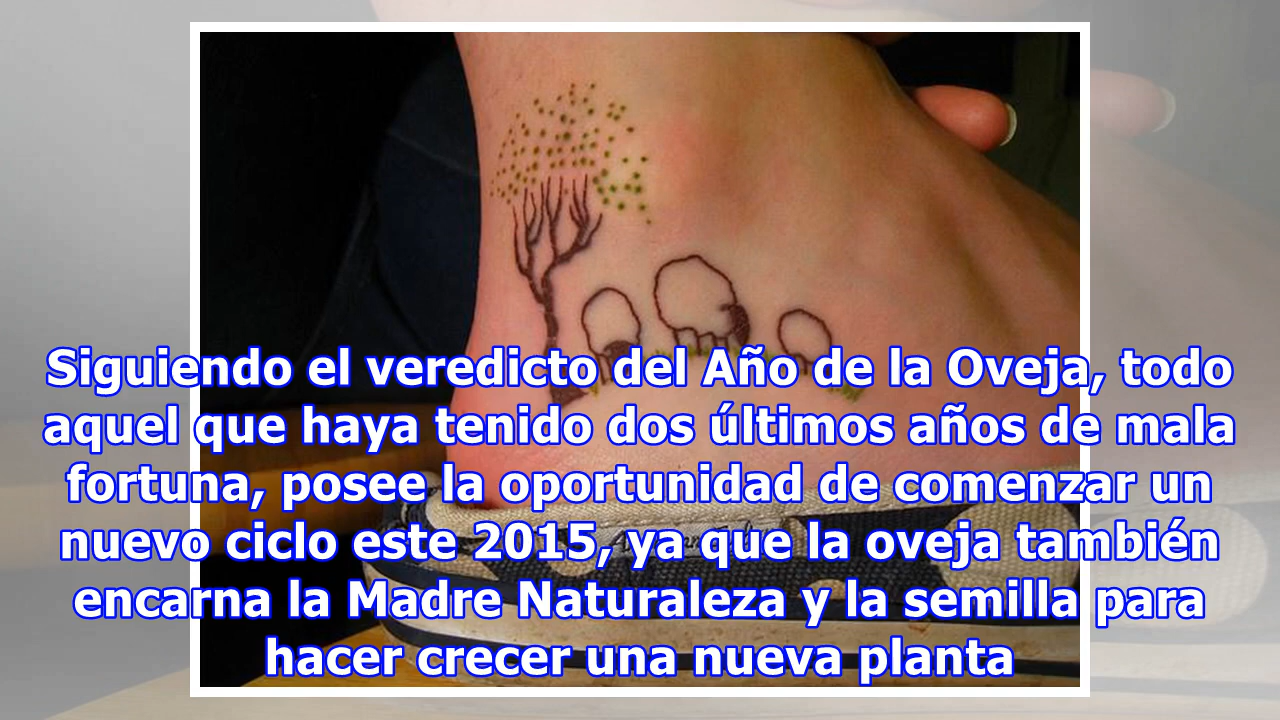 Siguiendo el veredicto del Año de la Oveja, todo
aquel que haya tenido dos últimos años de mala
fortuna, posee la oportunidad de comenzar un
nuevo ciclo este 2015, ya que la oveja también
encarna la Madre Naturaleza y la semilla para
hacer crecer una nueva planta